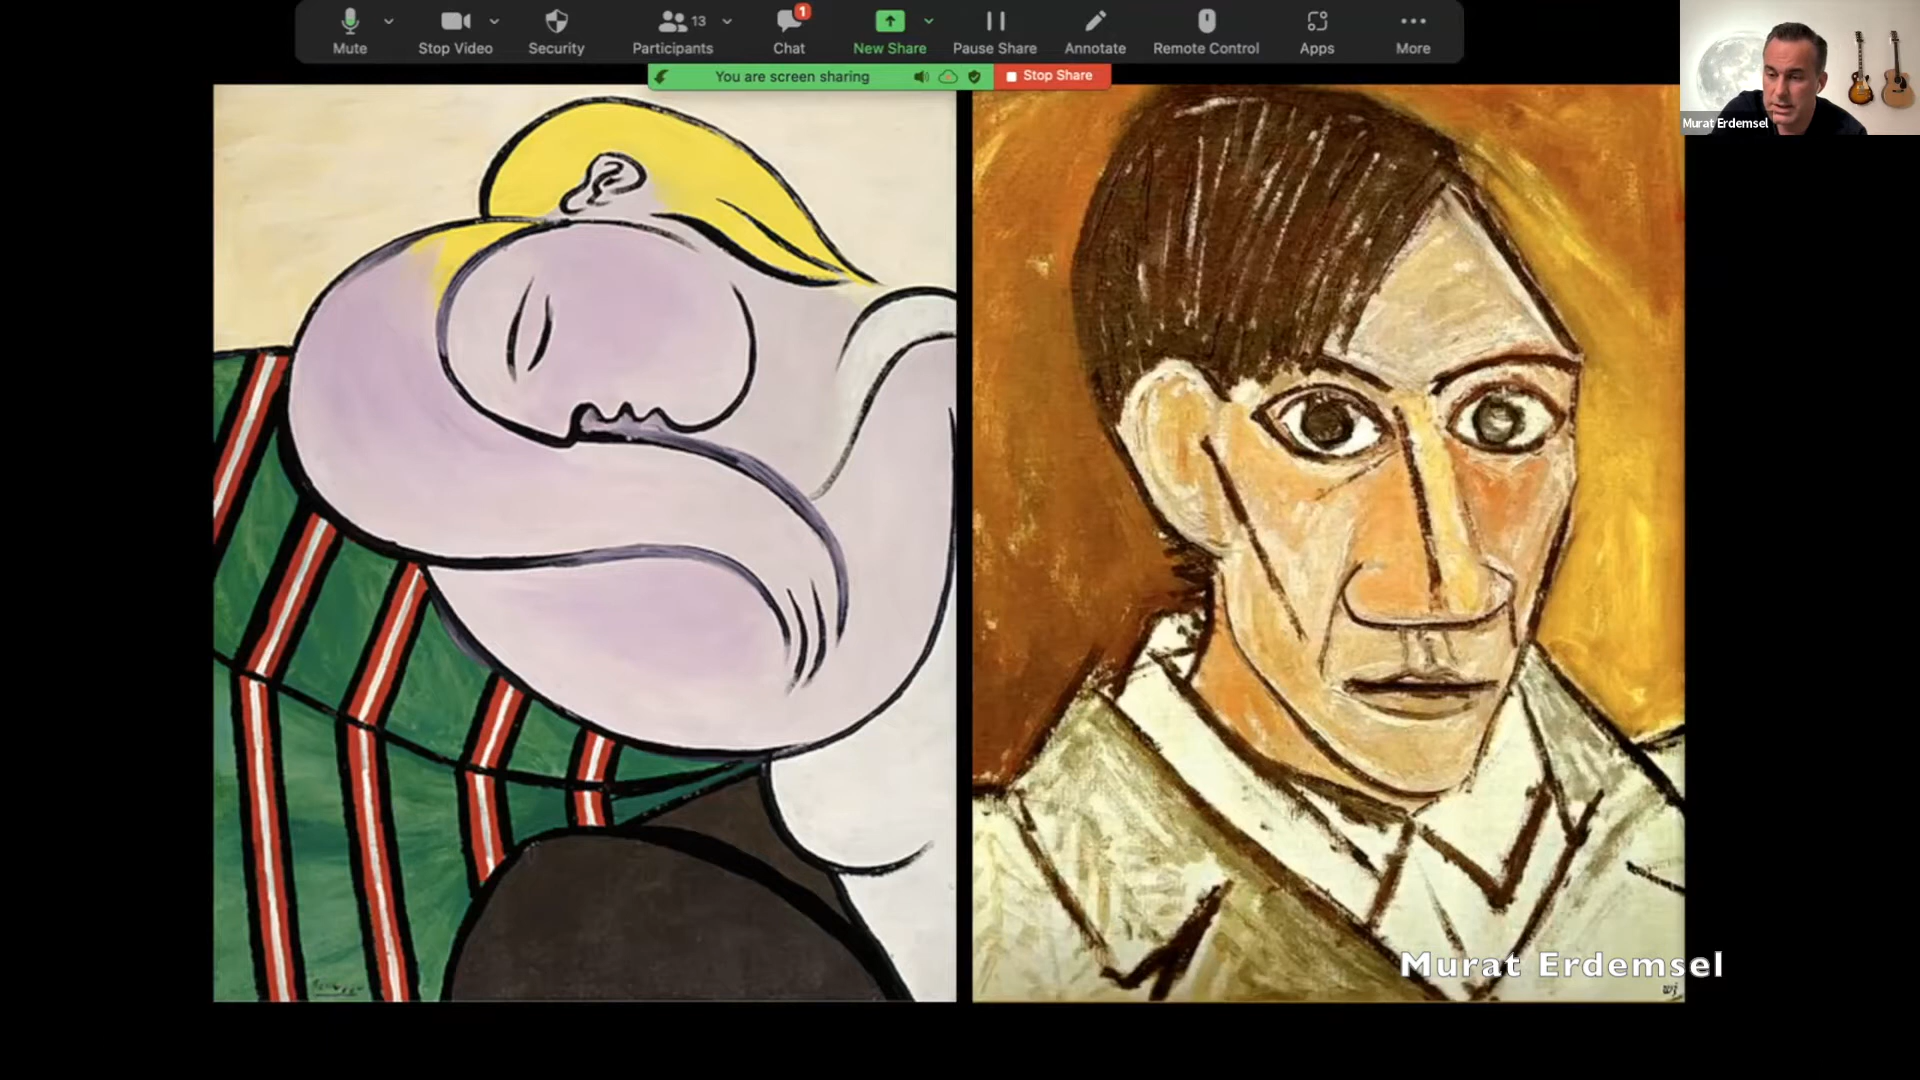 Mute
Stop Video
Security
13
Participants
1
Chat
New Share
Pause Share
Annotate
Remote Control
Apps
More
You are screen sharing
Stop Share
Murat Erdemsel
Murat Erdemsel